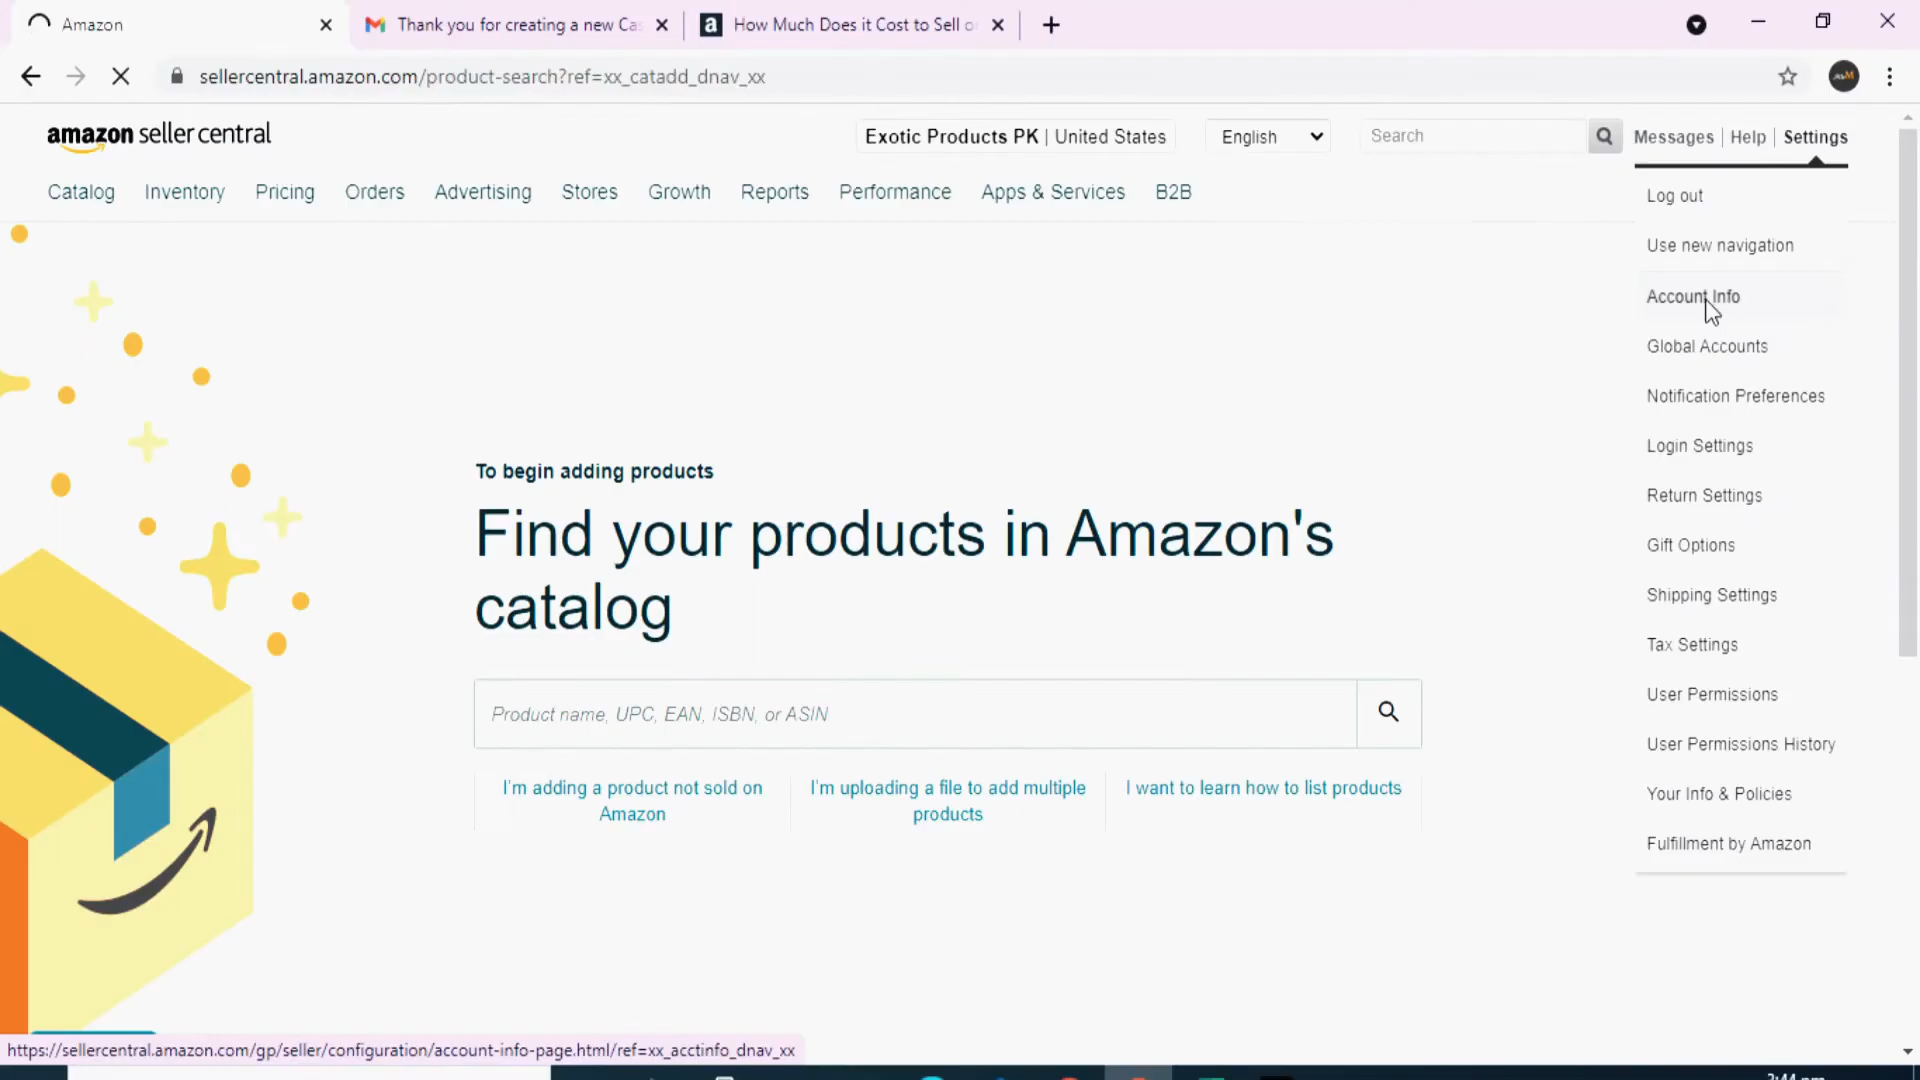 Amazon
Thank you for creating a new Cas
How Much Does it Cost to Sell o
sellercentral.amazon.com/product-search?ref=xx_catadd_dnav_xx
amazon seller central
Exotic Products PK | United States
English
Search
Messages | Help | Settings
Catalog Inventory Pricing Orders Advertising Stores Growth Reports Performance Apps & Services B2B
Log out
Use new navigation
Account Info
Global Accounts
Notification Preferences
Login Settings
Return Settings
Gift Options
Shipping Settings
Tax Settings
User Permissions
User Permissions History
Your Info & Policies
Fulfillment by Amazon
To begin adding products
Find your products in Amazon's
catalog
Product name, UPC, EAN, ISBN, or ASIN
I'm adding a product not sold on
Amazon
I'm uploading a file to add multiple
products
I want to learn how to list products
https://sellercentral.amazon.com/gp/seller/configuration/account-info-page.html/ref=xx_acctinfo_dnav_xx